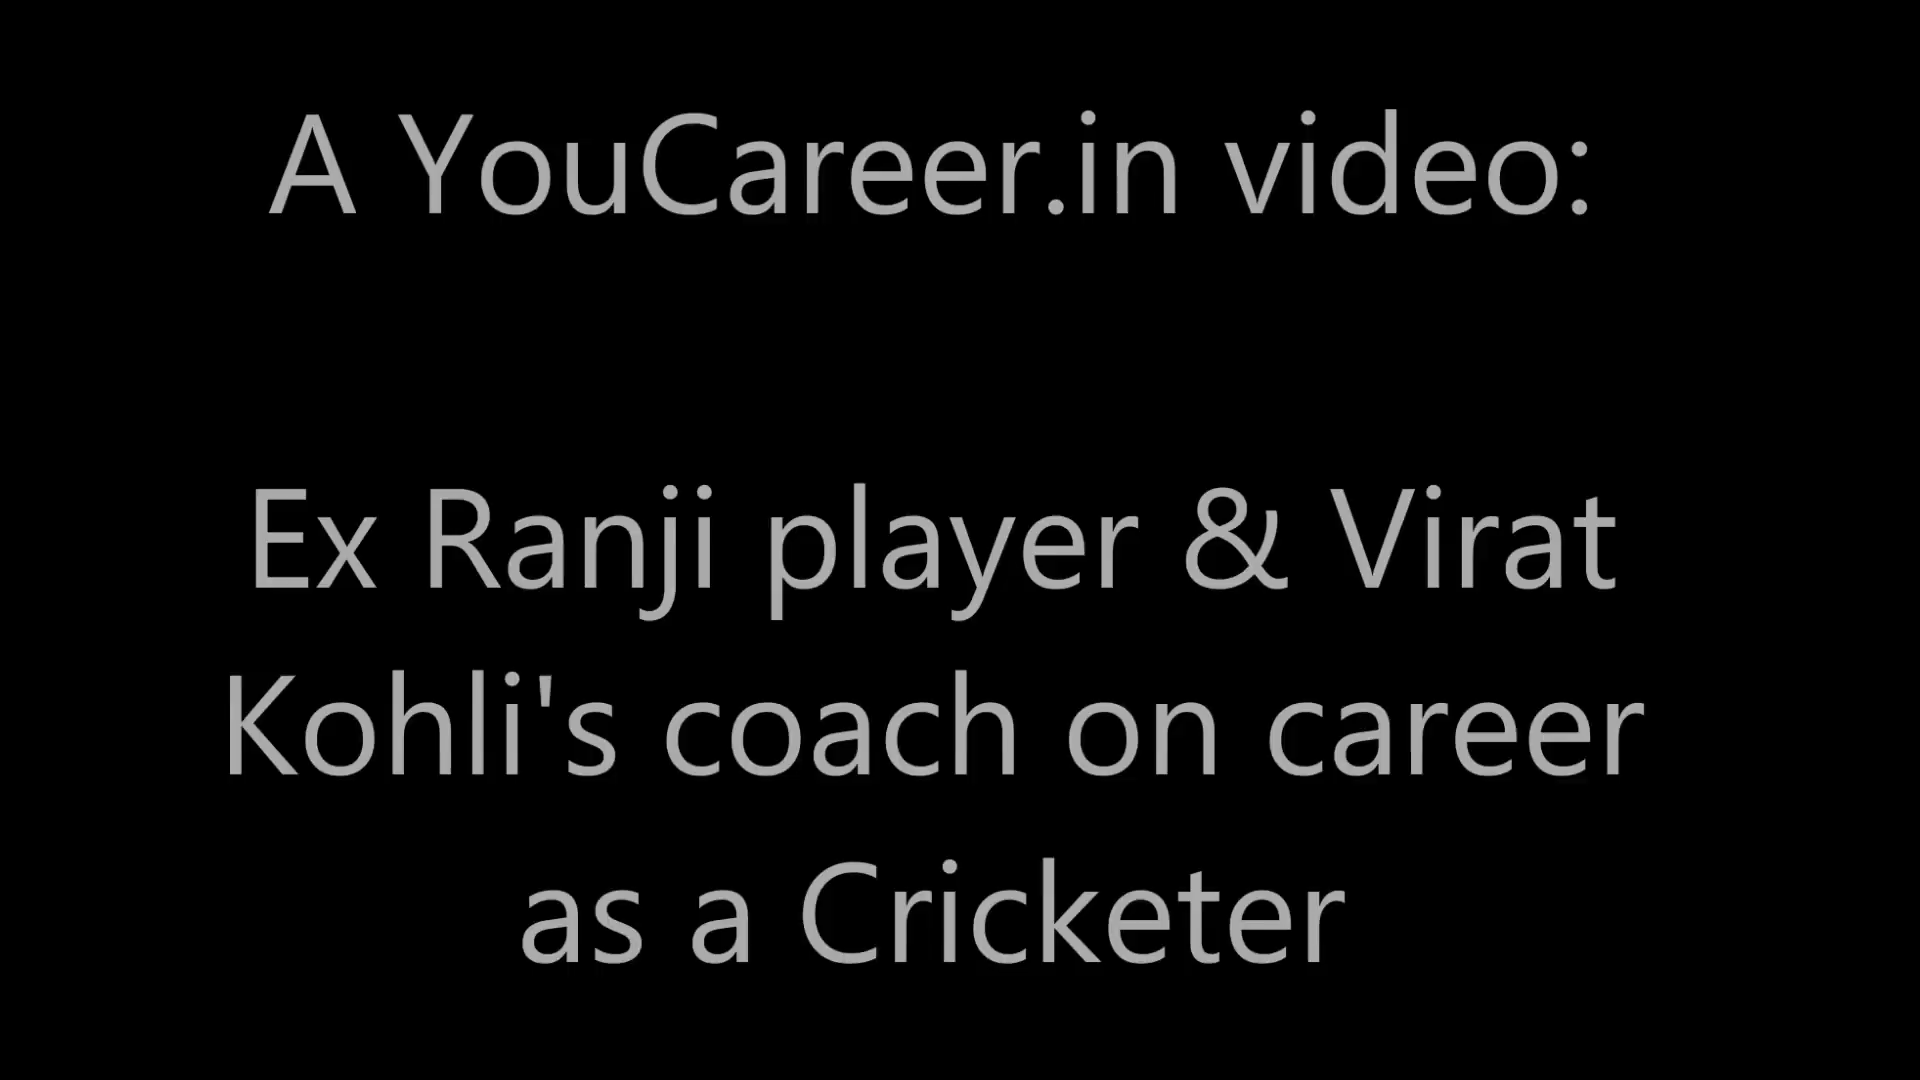 A YouCareer.in video:
Ex Ranji player & Virat
Kohli's coach on career
as a Cricketer